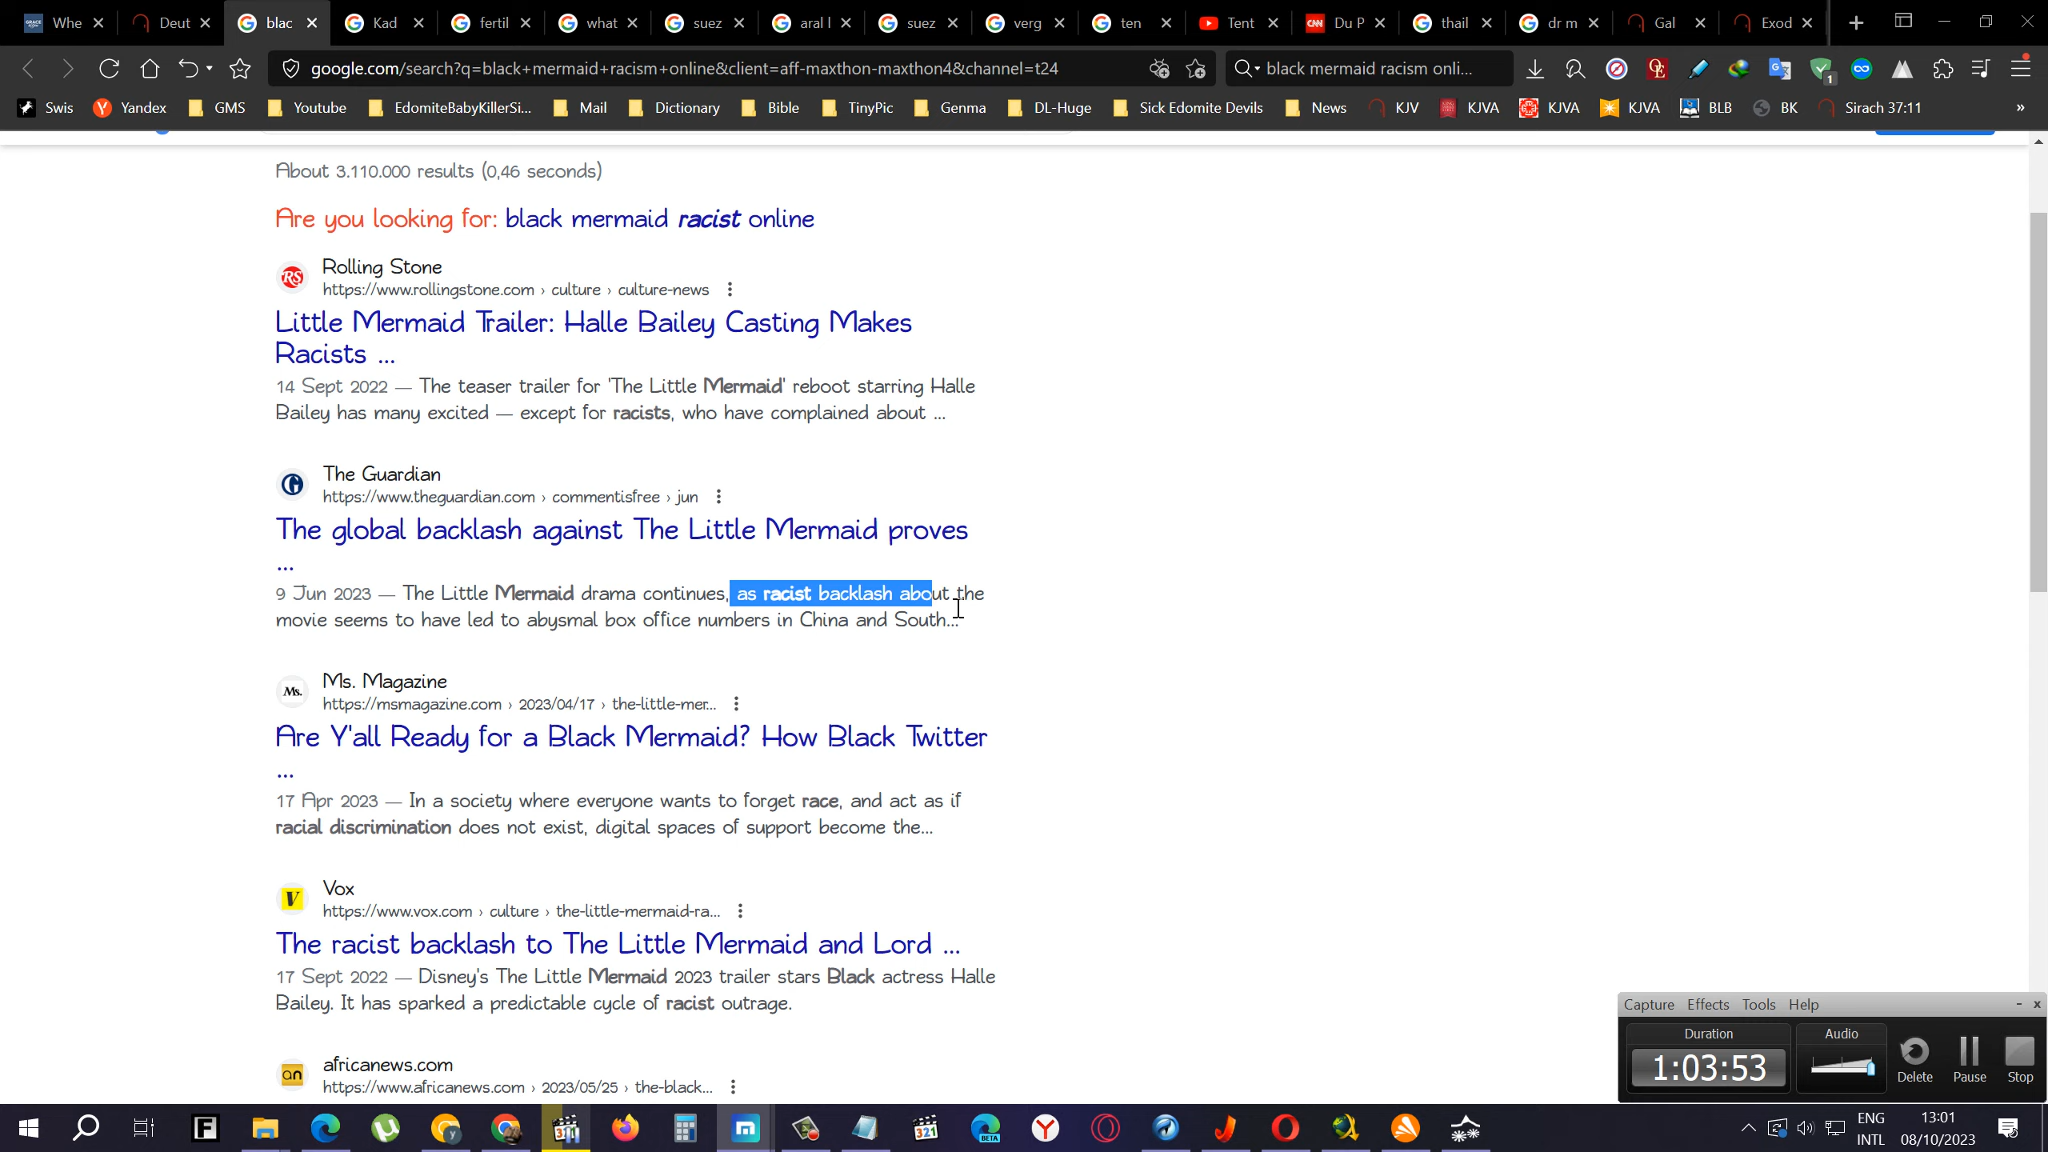 Whe
Deut
blac
Kad
fertil
what
suez
aral l
suez
verg
ten
Tent
Du P
thail
dr m
Gal
Exod
google.com/search?q=black+mermaid+racism+online&client=aff-maxthon-maxthon4&channel=t24
black mermaid racism onli...
Swis
Yandex
GMS
Youtube
EdomiteBabyKillerSi...
Mail
Dictionary
Bible
TinyPic
Genma
DL-Huge
Sick Edomite Devils
News
KJV
KJVA
KJVA
KJVA
BLB
BK
Sirach 37:11
»
About 3.110.000 results (0,46 seconds)
Are you looking for: black mermaid racist online
Rolling Stone
https://www.rollingstone.com › culture › culture-news
Little Mermaid Trailer: Halle Bailey Casting Makes
Racists ...
14 Sept 2022 — The teaser trailer for 'The Little Mermaid' reboot starring Halle
Bailey has many excited — except for racists, who have complained about ...
The Guardian
https://www.theguardian.com › commentisfree › jun
The global backlash against The Little Mermaid proves
...
9 Jun 2023 — The Little Mermaid drama continues, as racist backlash about the
movie seems to have led to abysmal box office numbers in China and South...
Ms.
Ms. Magazine
https://msmagazine.com › 2023/04/17 › the-little-mer...
Are Y'all Ready for a Black Mermaid? How Black Twitter
...
17 Apr 2023 — In a society where everyone wants to forget race, and act as if
racial discrimination does not exist, digital spaces of support become the...
Vox
https://www.vox.com › culture › the-little-mermaid-ra...
The racist backlash to The Little Mermaid and Lord ...
17 Sept 2022 — Disney's The Little Mermaid 2023 trailer stars Black actress Halle
Bailey. It has sparked a predictable cycle of racist outrage.
an
africanews.com
https://www.africanews.com › 2023/05/25 › the-black...
Capture Effects Tools Help
Duration
Audio
1:03:53
Delete
Pause
Stop
ENG
INTL
13:01
08/10/2023